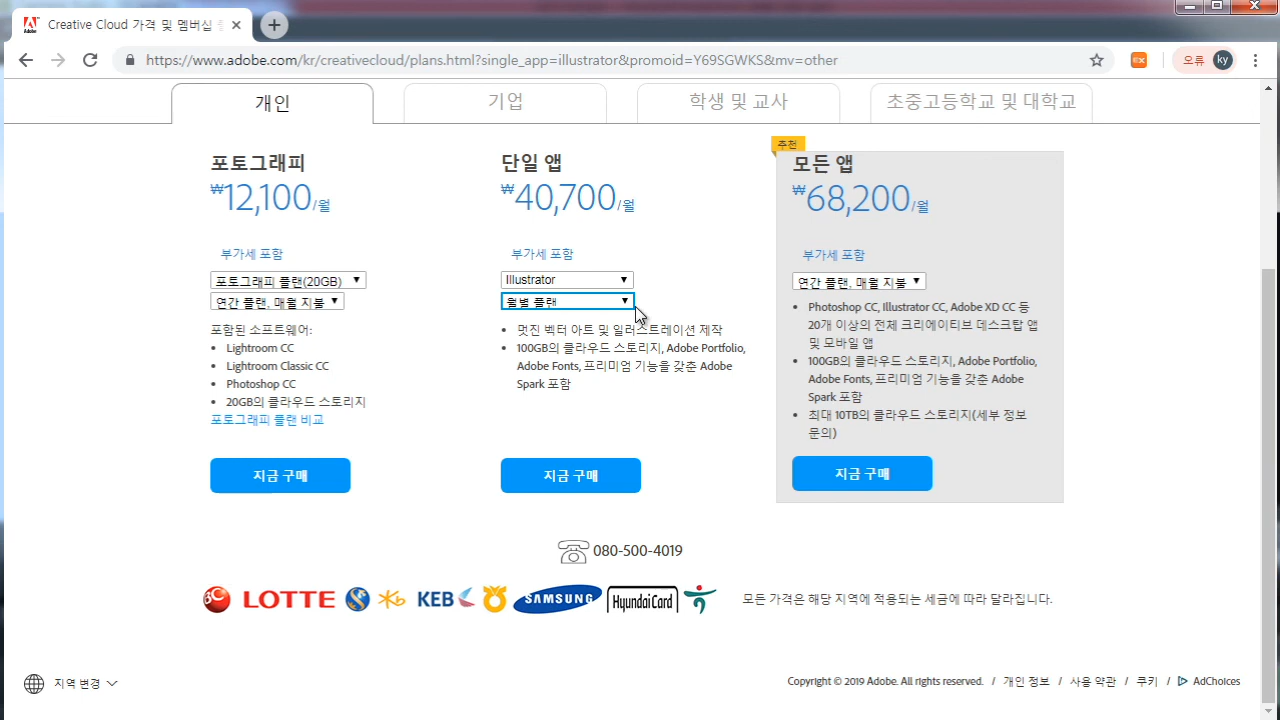 Creative Cloud 가격 및 멤버십
https://www.adobe.com/kr/creativecloud/plans.html?single_app=illustrator&promoid=Y69SGWKS&mv=other
ex
오류
ky
개인
기업
학생 및 교사
초중고등학교 및 대학교
포토그래피
₩12,100/월
부가세 포함
포토그래피 플랜(20GB)
연간 플랜, 매월 지불
포함된 소프트웨어:
• Lightroom CC
• Lightroom Classic CC
• Photoshop CC
• 20GB의 클라우드 스토리지
포토그래피 플랜 비교
지금 구매
단일 앱
₩40,700/월
부가세 포함
Illustrator
월별 플랜
• 멋진 벡터 아트 및 일러스트레이션 제작
• 100GB의 클라우드 스토리지, Adobe Portfolio,
Adobe Fonts, 프리미엄 기능을 갖춘 Adobe
Spark 포함
지금 구매
추천
모든 앱
₩68,200/월
부가세 포함
연간 플랜, 매월 지불
• Photoshop CC, Illustrator CC, Adobe XD CC 등
20개 이상의 전체 크리에이티브 데스크탑 앱
및 모바일 앱
• 100GB의 클라우드 스토리지, Adobe Portfolio,
Adobe Fonts, 프리미엄 기능을 갖춘 Adobe
Spark 포함
• 최대 10TB의 클라우드 스토리지(세부 정보
문의)
지금 구매
080-500-4019
BC LOTTE KEB SAMSUNG HyundaiCard
모든 가격은 해당 지역에 적용되는 세금에 따라 달라집니다.
지역 변경
Copyright © 2019 Adobe. All rights reserved. / 개인 정보 / 사용 약관 / 쿠키 / AdChoices